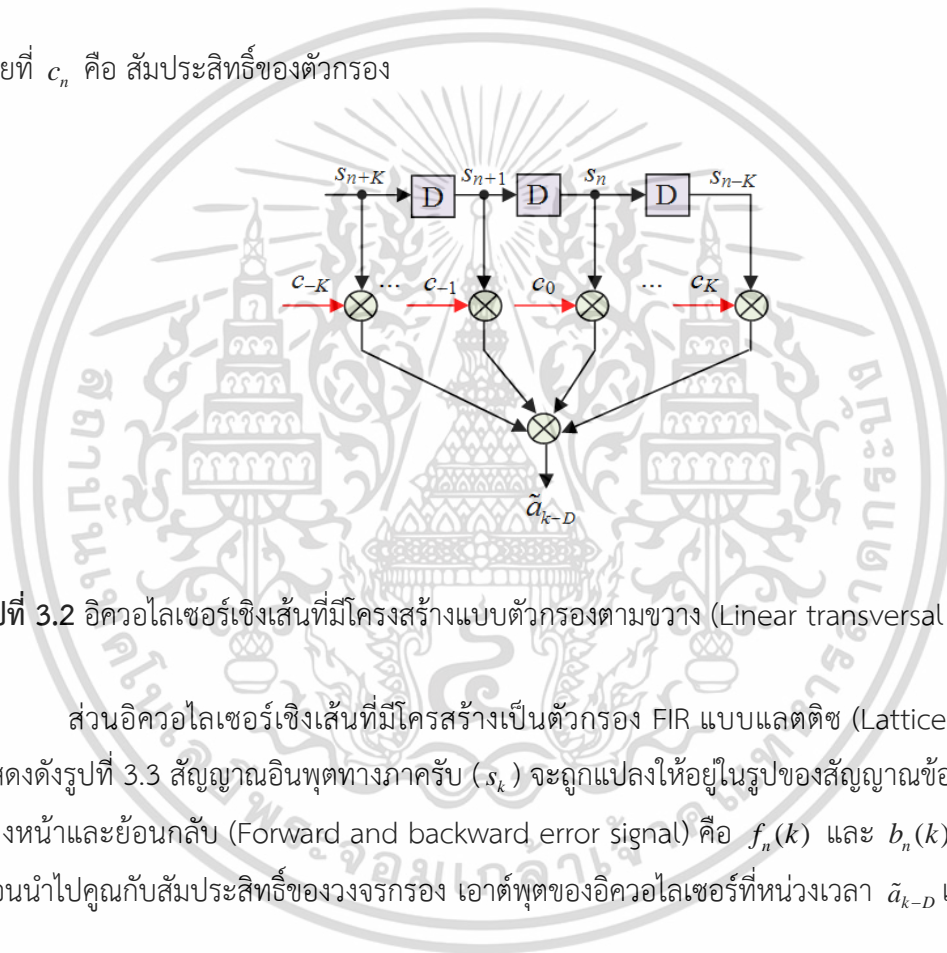 ยที่ c_n คือ สัมประสิทธิ์ของตัวกรอง
s_{n+K} D s_{n+1} D s_n D s_{n-K}
c_{-K} ... c_{-1} c_0 ... c_K
ã_{k-D}
ปที่ 3.2 อิควอไลเซอร์เชิงเส้นที่มีโครงสร้างแบบตัวกรองตามขวาง (Linear transversal
ส่วนอิควอไลเซอร์เชิงเส้นที่มีโครสร้างเป็นตัวกรอง FIR แบบแลตติซ (Lattice
สดงดังรูปที่ 3.3 สัญญาณอินพุตทางภาครับ ( s_k ) จะถูกแปลงให้อยู่ในรูปของสัญญาณข้อ
งหน้าและย้อนกลับ (Forward and backward error signal) คือ f_n(k) และ b_n(k)
อนนำไปคูณกับสัมประสิทธิ์ของวงจรกรอง เอาต์พุตของอิควอไลเซอร์ที่หน่วงเวลา ã_{k-D} เ